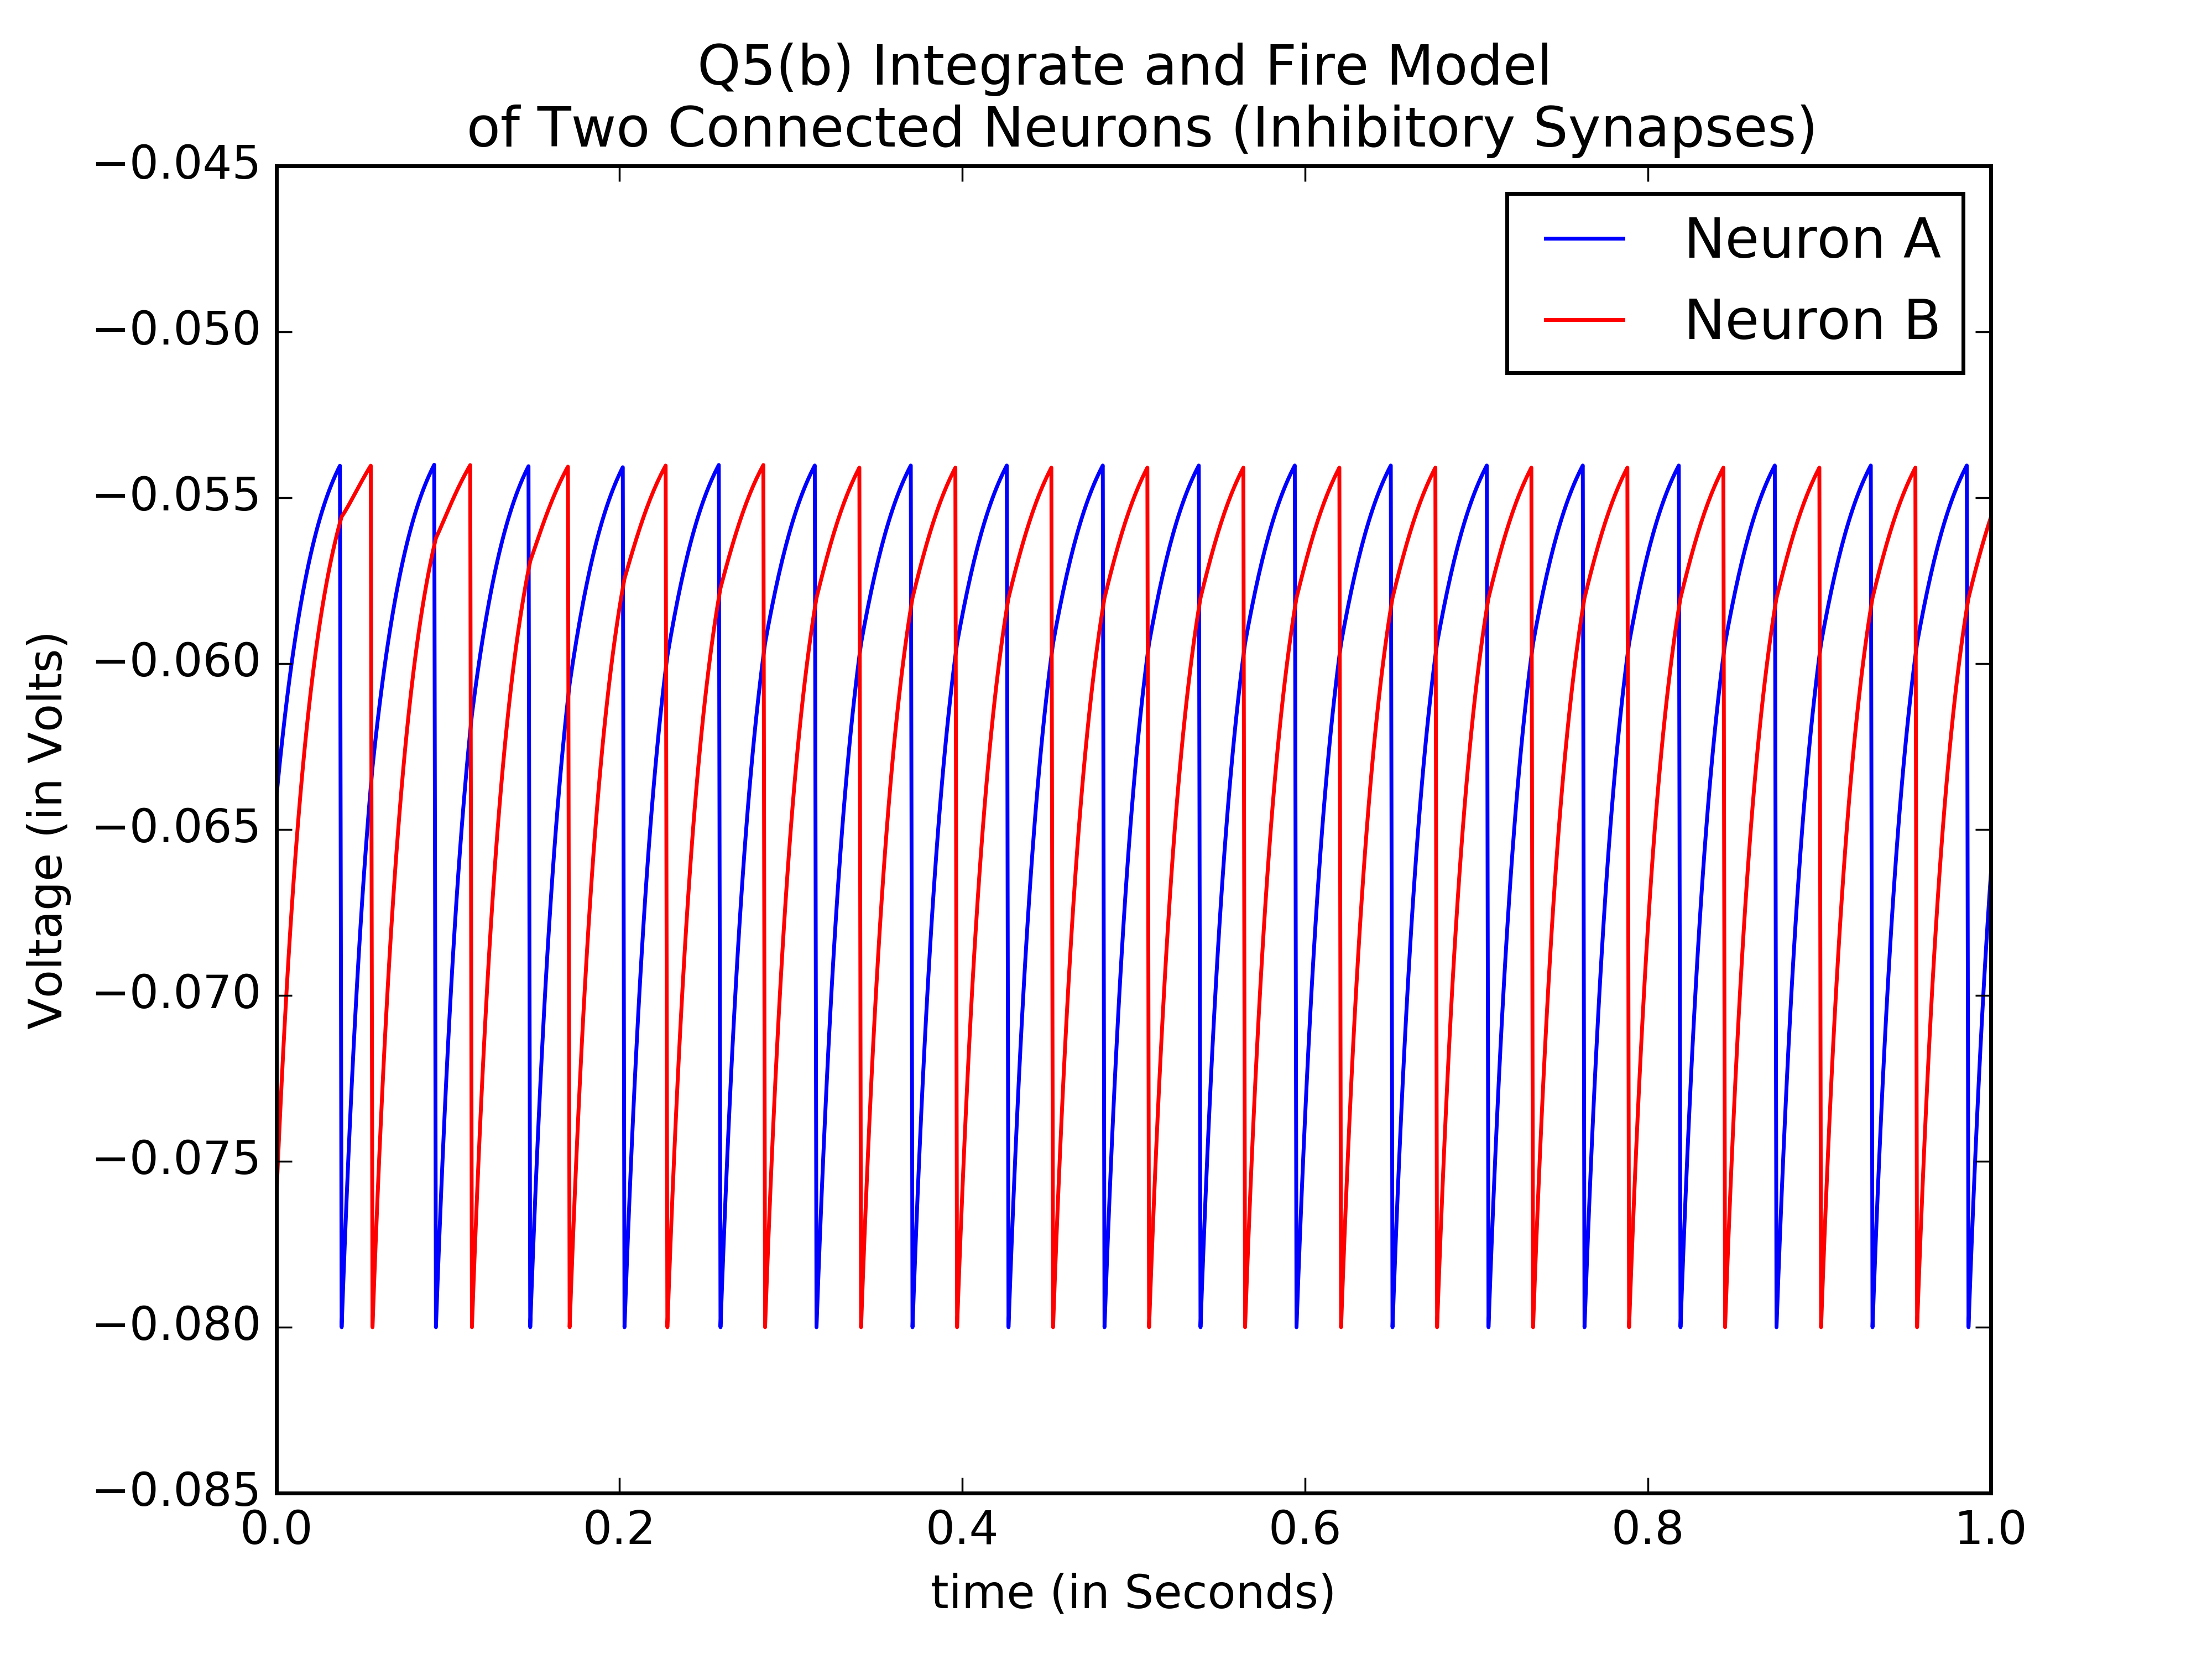 Q5(b) Integrate and Fire Model
of Two Connected Neurons (Inhibitory Synapses)
−0.045
Neuron A
−0.050
Neuron B
−0.055
−0.060
−0.065
−0.070
−0.075
−0.080
−0.085
Voltage (in Volts)
0.0 0.2 0.4 0.6 0.8 1.0
time (in Seconds)